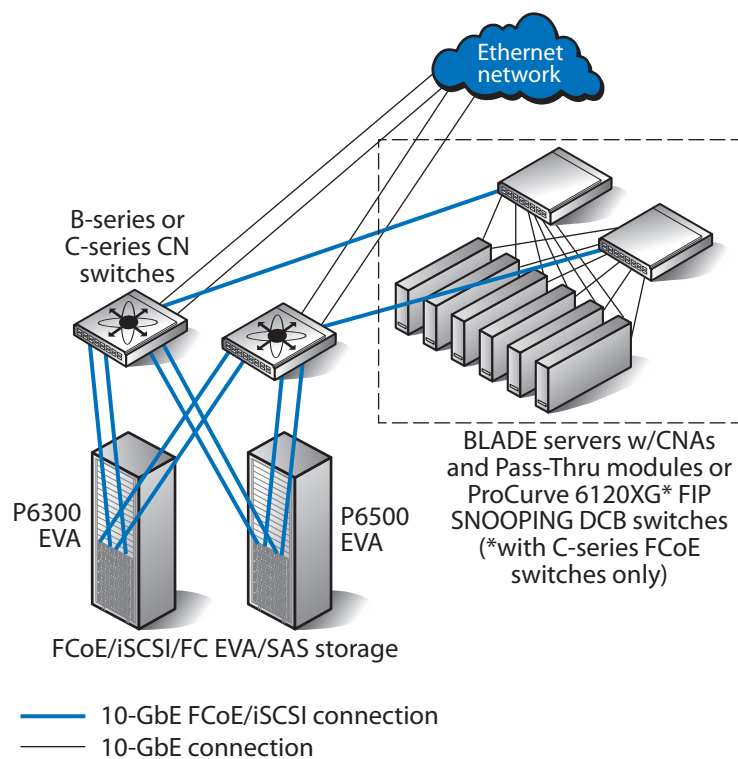 Ethernet
network
B-series or
C-series CN
switches
BLADE servers w/CNAs
and Pass-Thru modules or
ProCurve 6120XG* FIP
SNOOPING DCB switches
(*with C-series FCoE
switches only)
P6300
EVA
P6500
EVA
FCoE/iSCSI/FC EVA/SAS storage
10-GbE FCoE/iSCSI connection
10-GbE connection